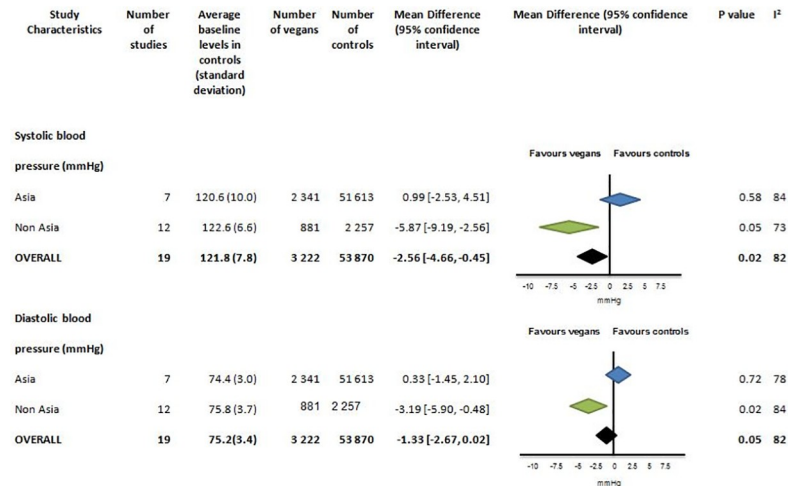 Study Characteristics Number of studies Average baseline levels in controls (standard deviation) Number of vegans Number of controls Mean Difference (95% confidence interval) Mean Difference (95% confidence interval) P value I²
Systolic blood pressure (mmHg)
Favours vegans Favours controls
Asia 7 120.6 (10.0) 2 341 51 613 0.99 [-2.53, 4.51] 0.58 84
Non Asia 12 122.6 (6.6) 881 2 257 -5.87 [-9.19, -2.56] 0.05 73
OVERALL 19 121.8 (7.8) 3 222 53 870 -2.56 [-4.66, -0.45] 0.02 82
-10 -7.5 -5 -2.5 0 2.5 5 7.5
mmHg
Diastolic blood pressure (mmHg)
Favours vegans Favours controls
Asia 7 74.4 (3.0) 2 341 51 613 0.33 [-1.45, 2.10] 0.72 78
Non Asia 12 75.8 (3.7) 881 2 257 -3.19 [-5.90, -0.48] 0.02 84
OVERALL 19 75.2(3.4) 3 222 53 870 -1.33 [-2.67, 0.02] 0.05 82
-10 -7.5 -5 -2.5 0 2.5 5 7.5
mmHg